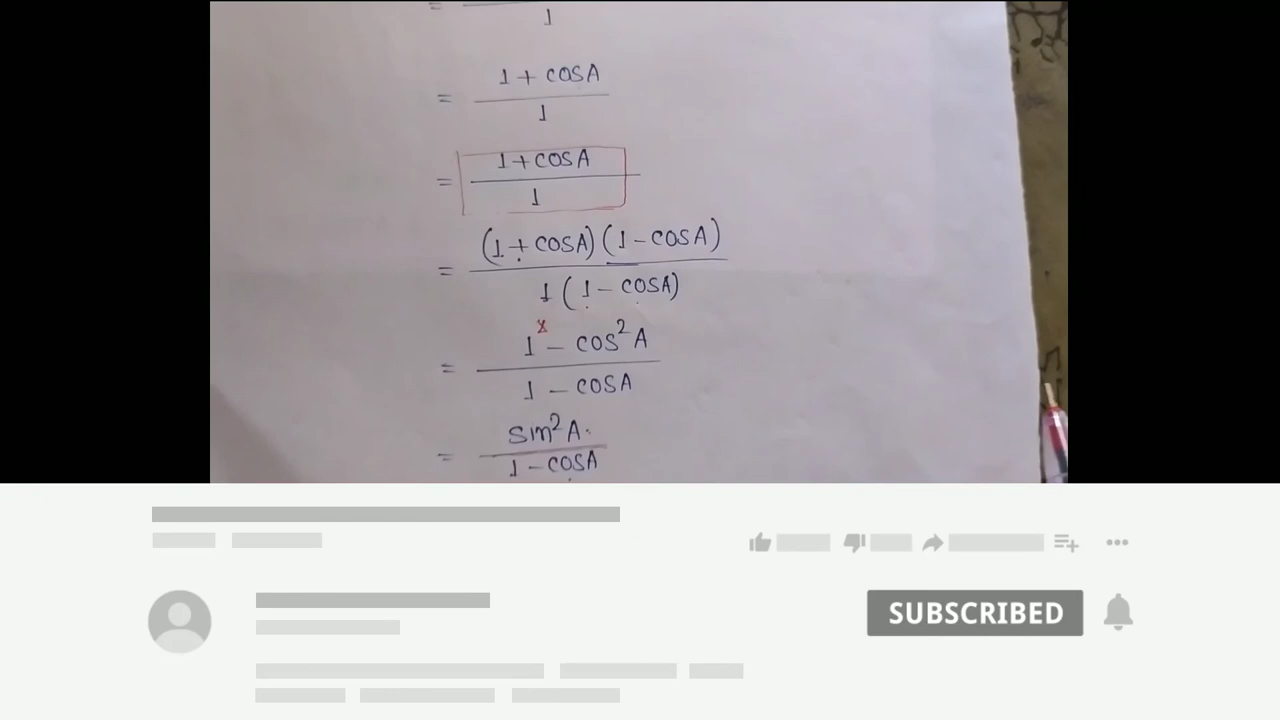 = 1
= 1 + cosA / 1
= 1+cosA / 1
= (1+cosA)(1-cosA) / 1(1-cosA)
= 1ˣ - cos²A / 1 - cosA
= sin²A. / 1-cosA
SUBSCRIBED